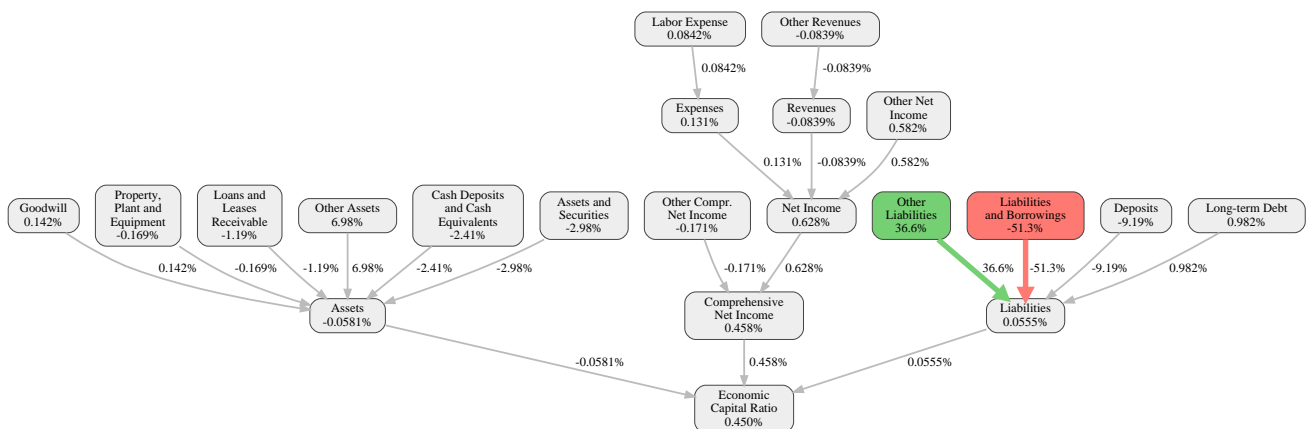 Labor Expense
0.0842%
Other Revenues
-0.0839%
0.0842%
-0.0839%
Expenses
0.131%
Revenues
-0.0839%
Other Net
Income
0.582%
0.131%
-0.0839%
0.582%
Goodwill
0.142%
Property,
Plant and
Equipment
-0.169%
Loans and
Leases
Receivable
-1.19%
Other Assets
6.98%
Cash Deposits
and Cash
Equivalents
-2.41%
Assets and
Securities
-2.98%
Other Compr.
Net Income
-0.171%
Net Income
0.628%
Other
Liabilities
36.6%
Liabilities
and Borrowings
-51.3%
Deposits
-9.19%
Long-term Debt
0.982%
0.142%
-0.169%
-1.19%
6.98%
-2.41%
-2.98%
-0.171%
0.628%
36.6%
-51.3%
-9.19%
0.982%
Assets
-0.0581%
Comprehensive
Net Income
0.458%
Liabilities
0.0555%
-0.0581%
0.458%
0.0555%
Economic
Capital Ratio
0.450%